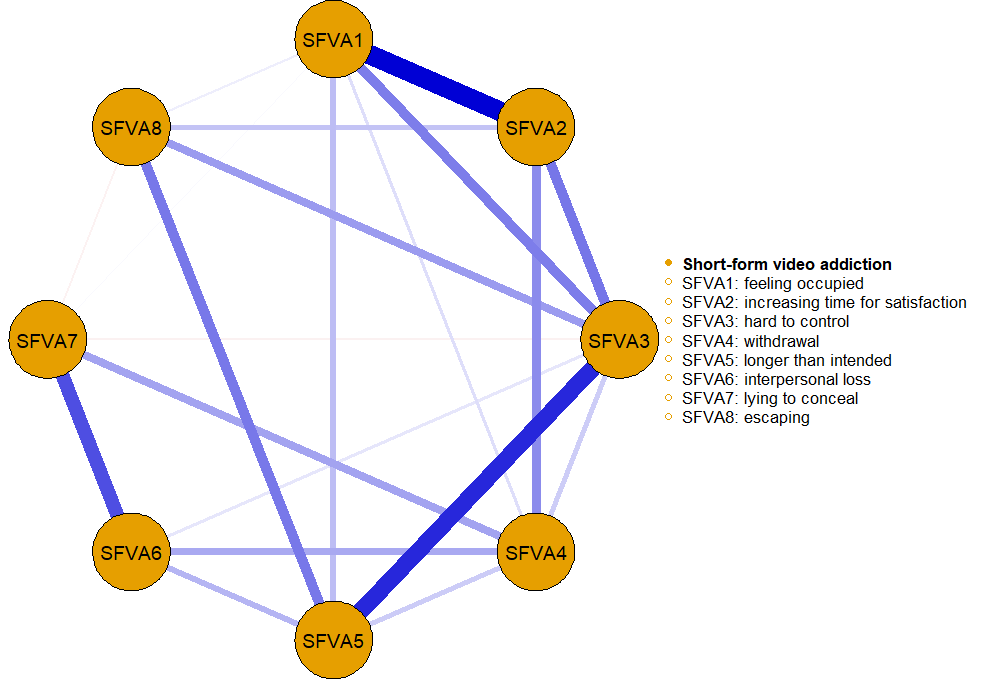 SFVA1
SFVA8
SFVA2
SFVA7
SFVA3
SFVA6
SFVA4
SFVA5
Short-form video addiction
SFVA1: feeling occupied
SFVA2: increasing time for satisfaction
SFVA3: hard to control
SFVA4: withdrawal
SFVA5: longer than intended
SFVA6: interpersonal loss
SFVA7: lying to conceal
SFVA8: escaping